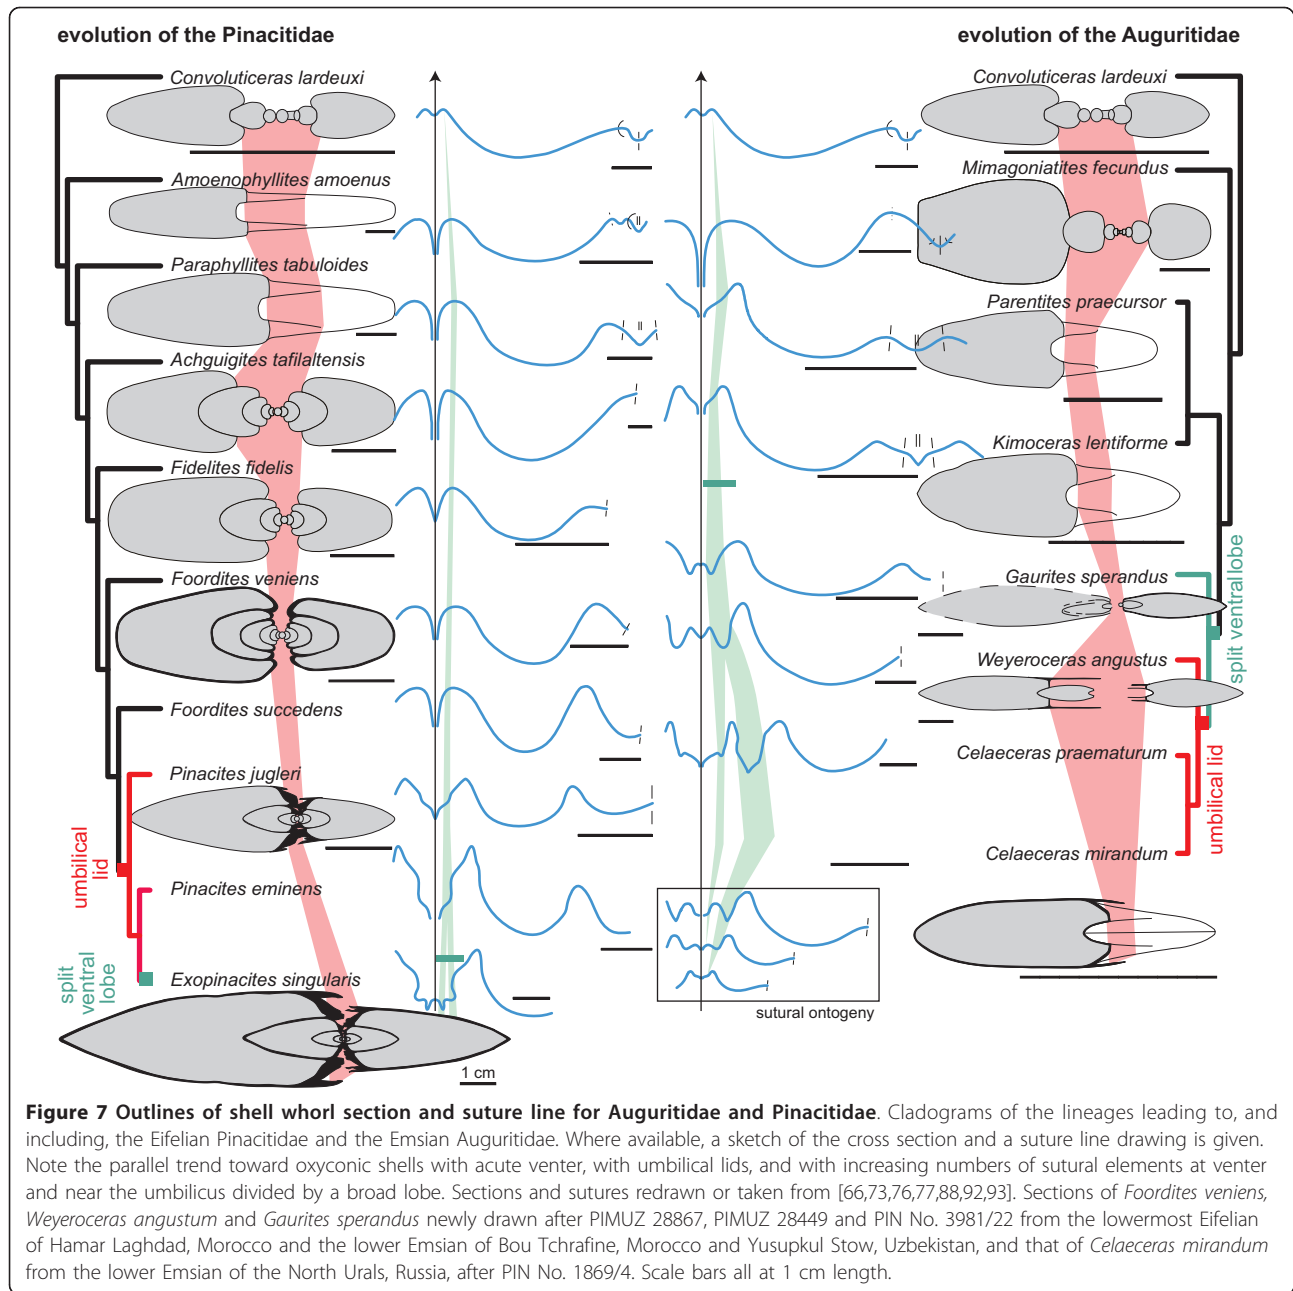 evolution of the Pinacitidae
evolution of the Auguritidae
Convoluticeras lardeuxi
Amoenophyllites amoenus
Paraphyllites tabuloides
Achguigites tafilaltensis
Fidelites fidelis
Foordites veniens
Foordites succedens
Pinacites jugleri
umbilical
lid
Pinacites eminens
split
ventral
lobe
Exopinacites singularis
1 cm
Convoluticeras lardeuxi
Mimagoniatites fecundus
Parentites praecursor
Kimoceras lentiforme
Gaurites sperandus
split ventrallobe
Weyeroceras angustus
Celaeceras praematurum
umbilical lid
Celaeceras mirandum
sutural ontogeny
Figure 7 Outlines of shell whorl section and suture line for Auguritidae and Pinacitidae. Cladograms of the lineages leading to, and
including, the Eifelian Pinacitidae and the Emsian Auguritidae. Where available, a sketch of the cross section and a suture line drawing is given.
Note the parallel trend toward oxyconic shells with acute venter, with umbilical lids, and with increasing numbers of sutural elements at venter
and near the umbilicus divided by a broad lobe. Sections and sutures redrawn or taken from [66,73,76,77,88,92,93]. Sections of Foordites veniens,
Weyeroceras angustum and Gaurites sperandus newly drawn after PIMUZ 28867, PIMUZ 28449 and PIN No. 3981/22 from the lowermost Eifelian
of Hamar Laghdad, Morocco and the lower Emsian of Bou Tchrafine, Morocco and Yusupkul Stow, Uzbekistan, and that of Celaeceras mirandum
from the lower Emsian of the North Urals, Russia, after PIN No. 1869/4. Scale bars all at 1 cm length.